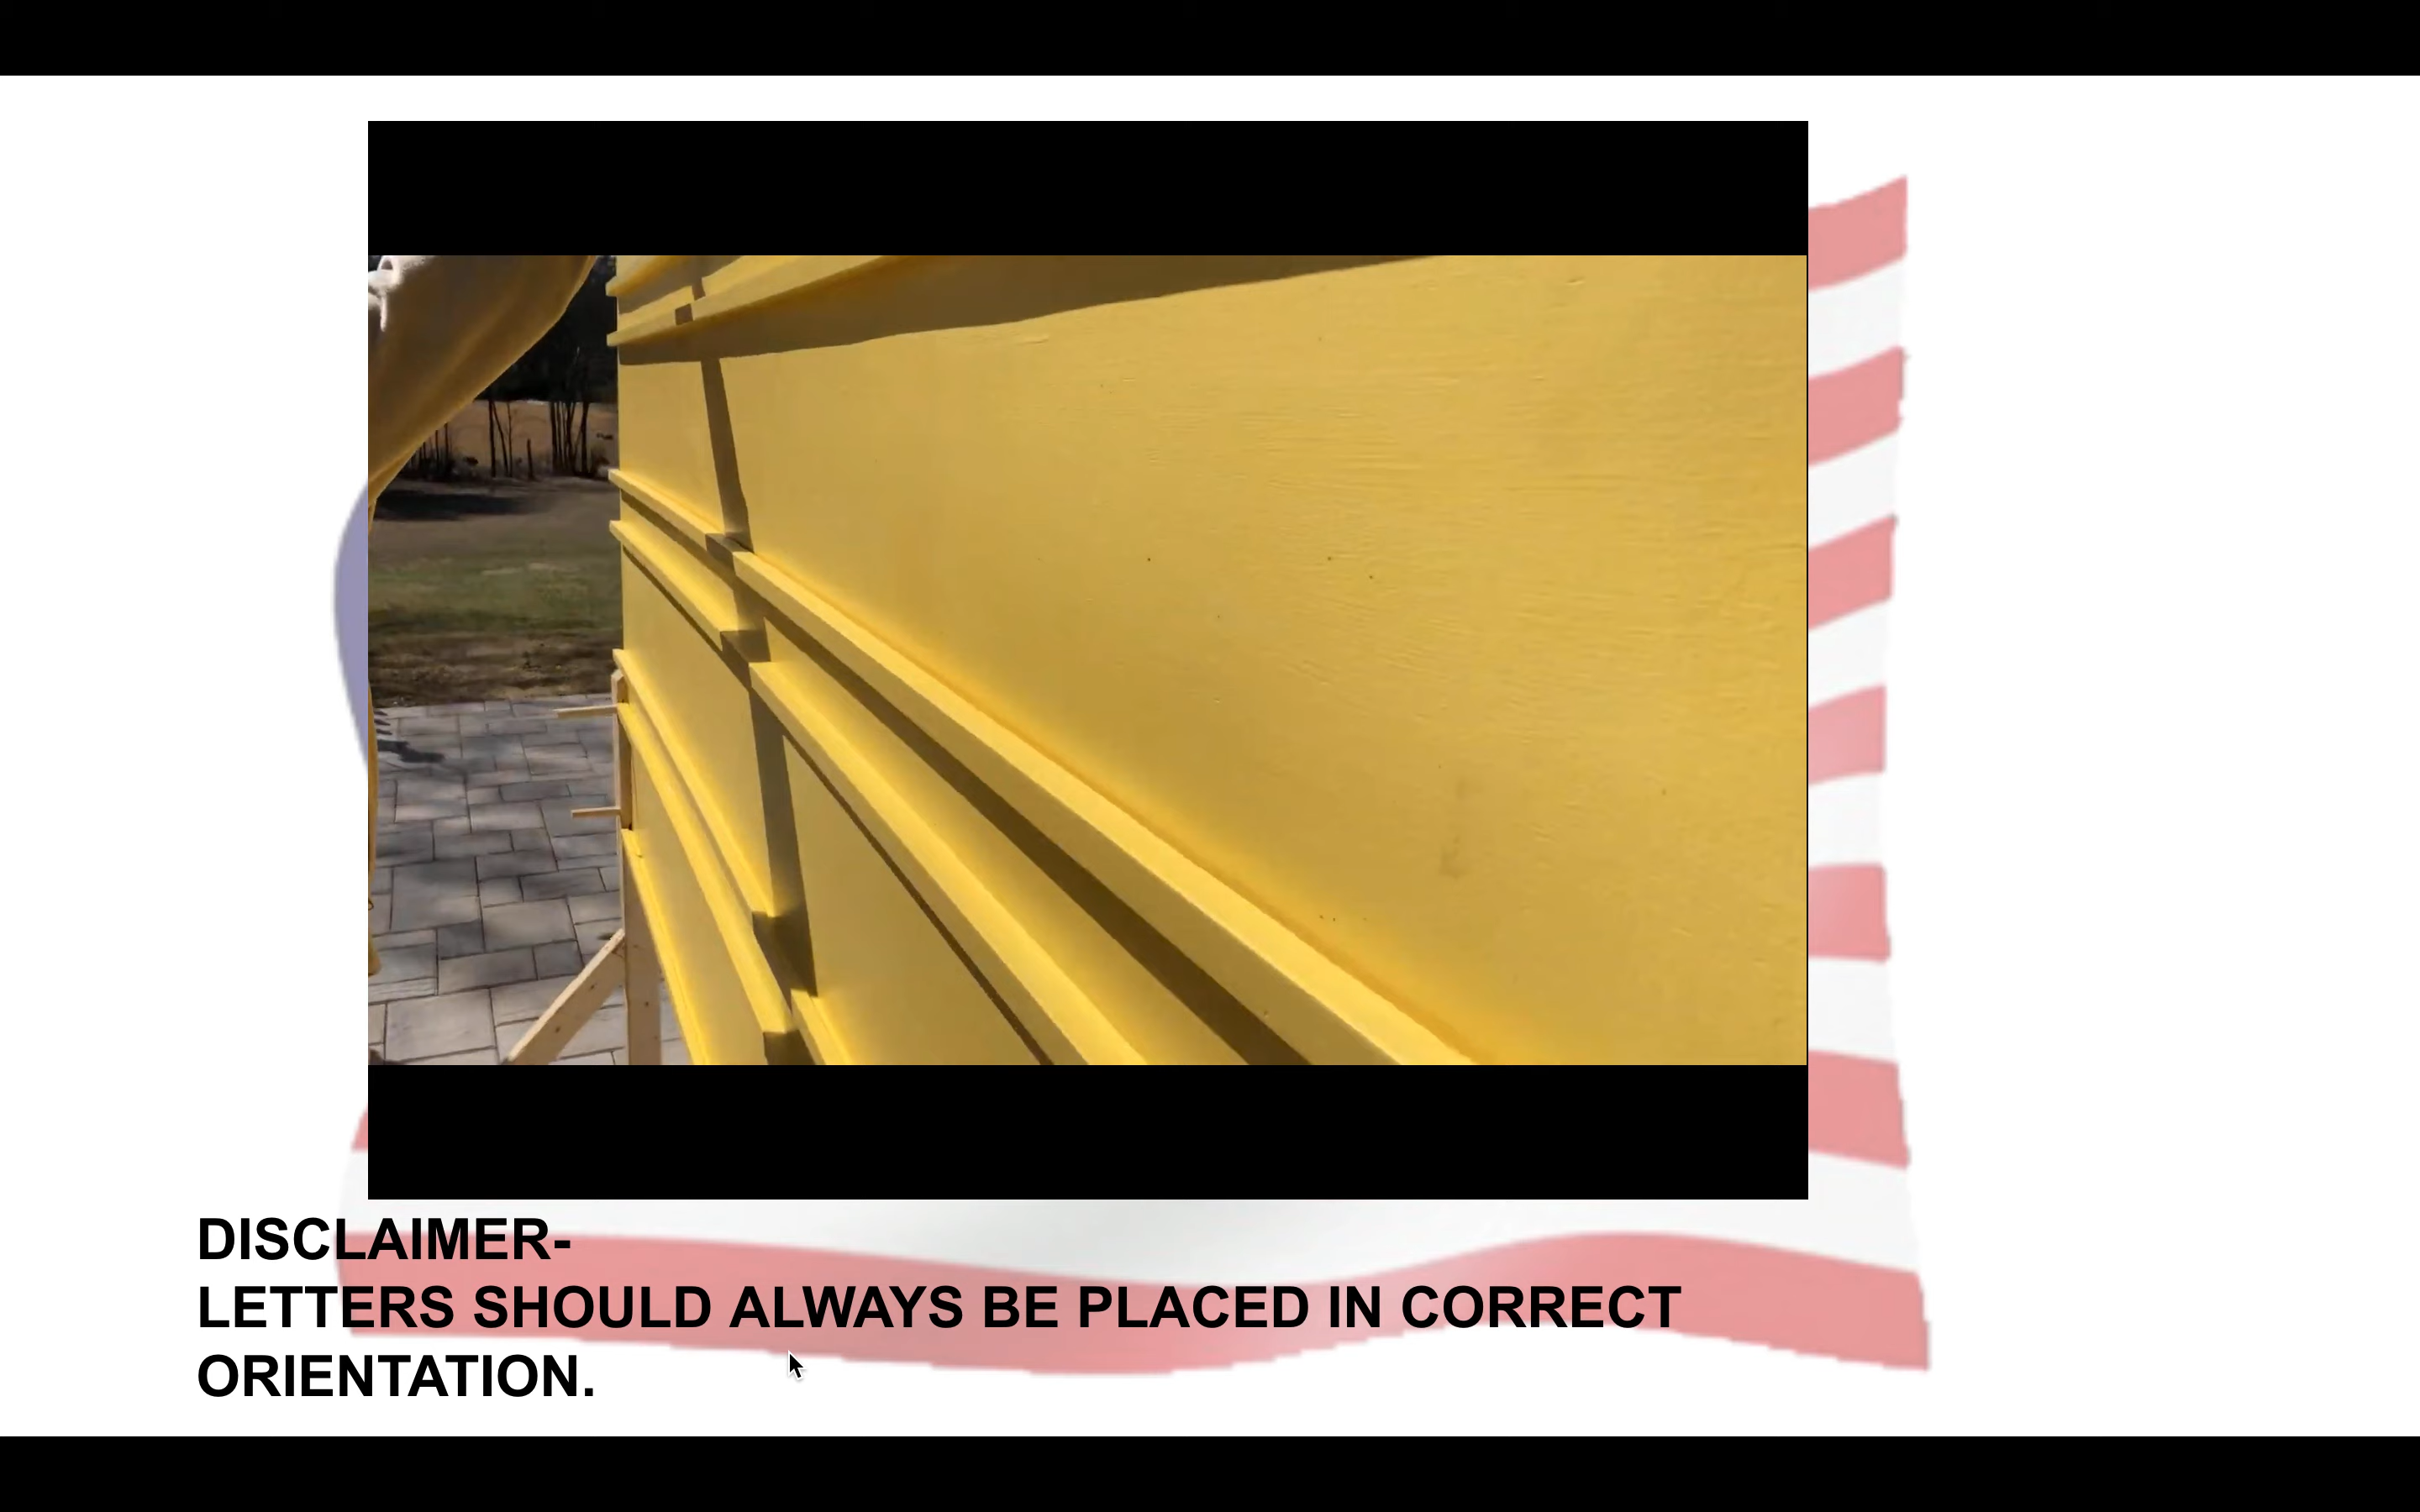 DISCLAIMER-
LETTERS SHOULD ALWAYS BE PLACED IN CORRECT
ORIENTATION.